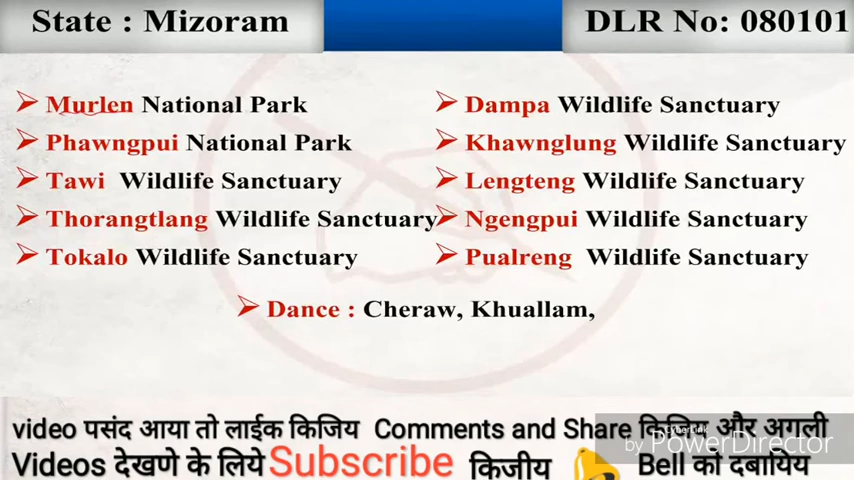 State : Mizoram
DLR No: 080101
➢ Murlen National Park
➢ Phawngpui National Park
➢ Tawi Wildlife Sanctuary
➢ Thorangtlang Wildlife Sanctuary
➢ Tokalo Wildlife Sanctuary
➢ Dampa Wildlife Sanctuary
➢ Khawnglung Wildlife Sanctuary
➢ Lengteng Wildlife Sanctuary
➢ Ngengpui Wildlife Sanctuary
➢ Pualreng Wildlife Sanctuary
➢ Dance : Cheraw, Khuallam,
video पसंद आया तो लाईक किजिय Comments and Share किजिए और अगली
Videos देखणे के लिये Subscribe किजीय Bell को दबायिय
CyberLink
by PowerDirector